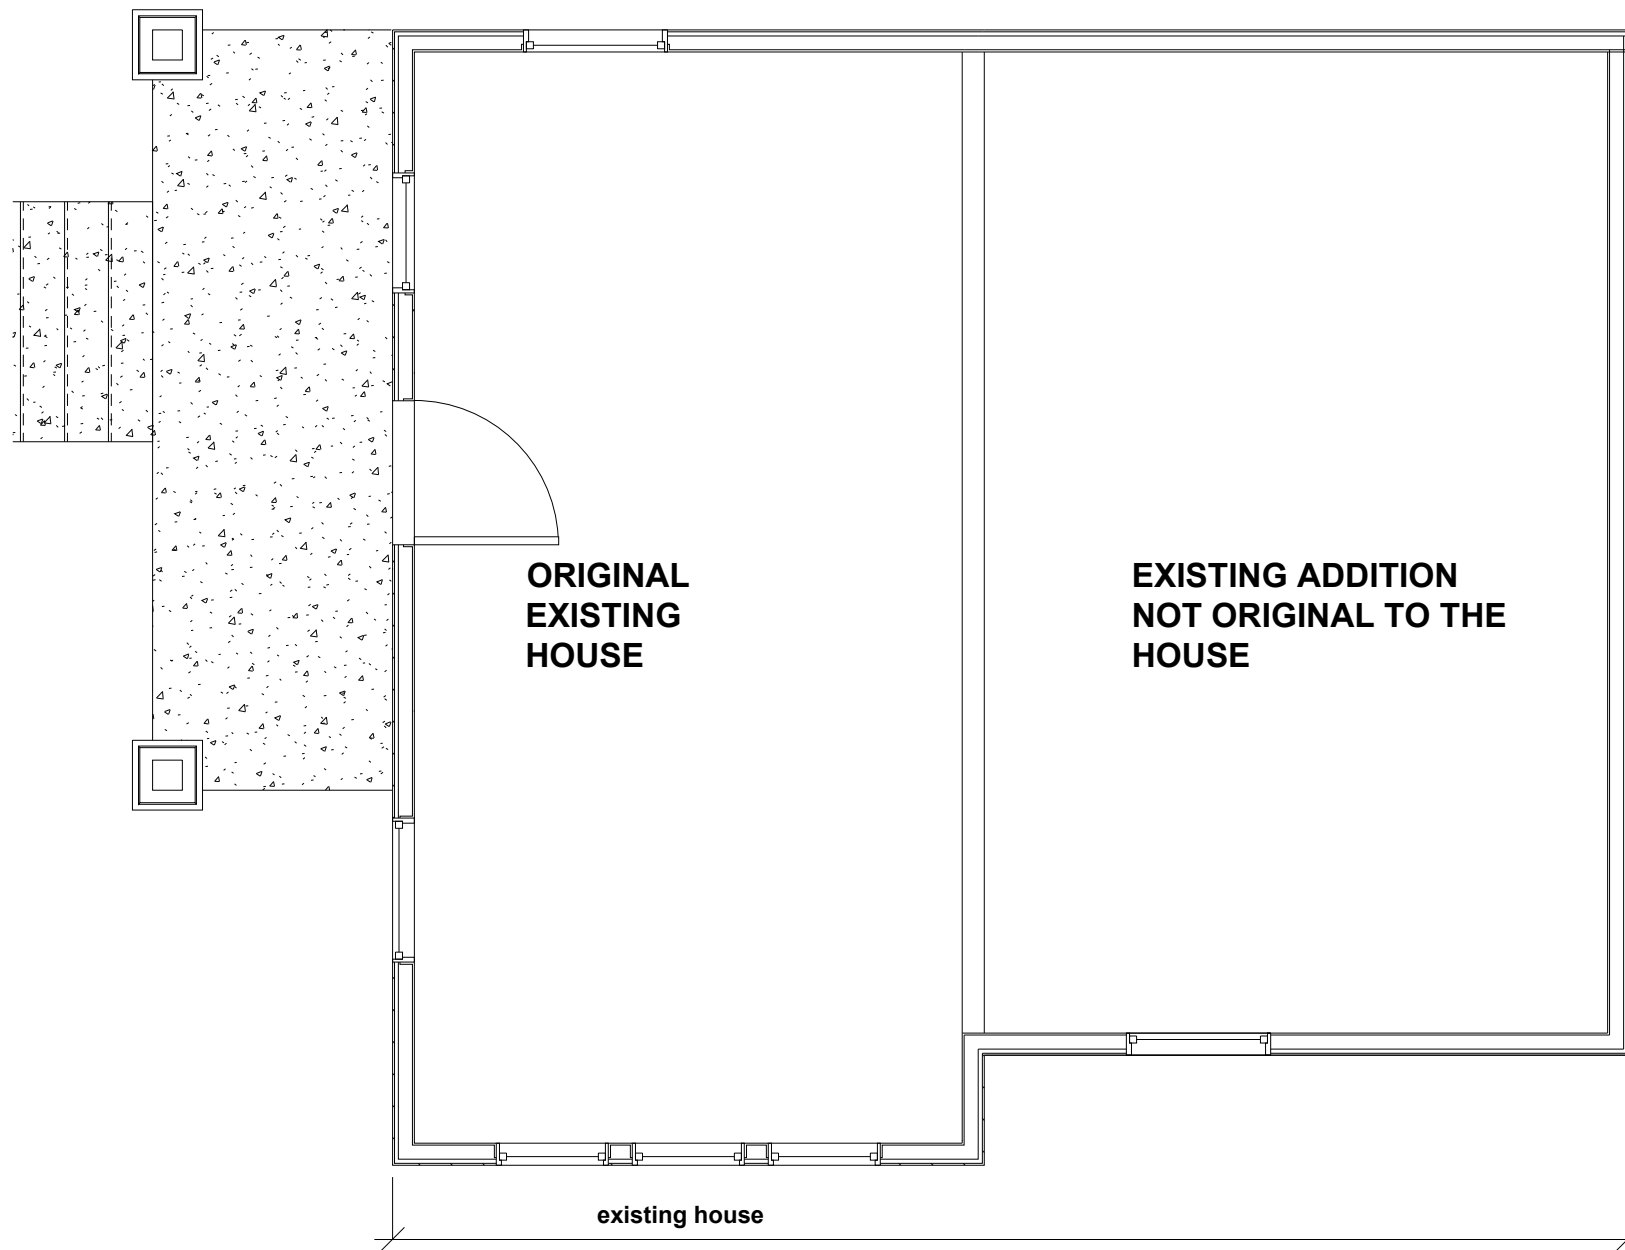 ORIGINAL
EXISTING
HOUSE
EXISTING ADDITION
NOT ORIGINAL TO THE
HOUSE
existing house